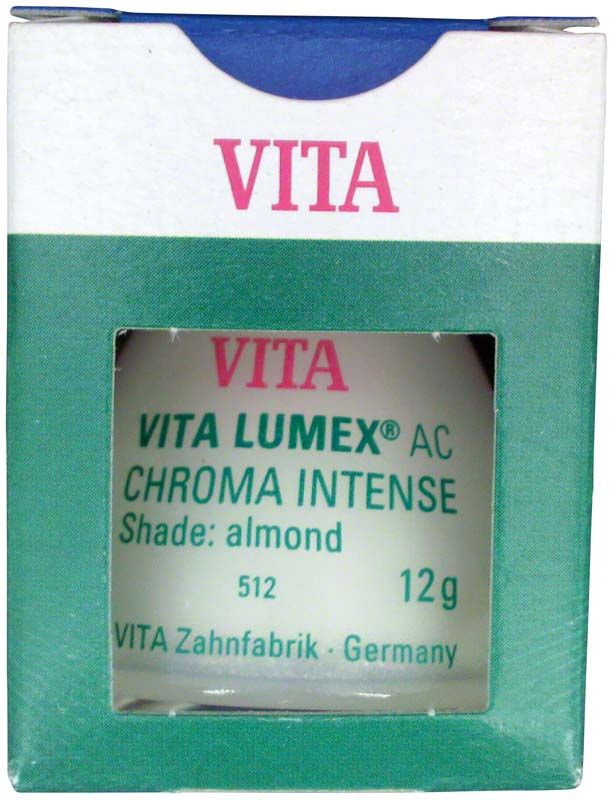 VITA
VITA
VITA LUMEX® AC
CHROMA INTENSE
Shade: almond
512 12g
VITA Zahnfabrik · Germany